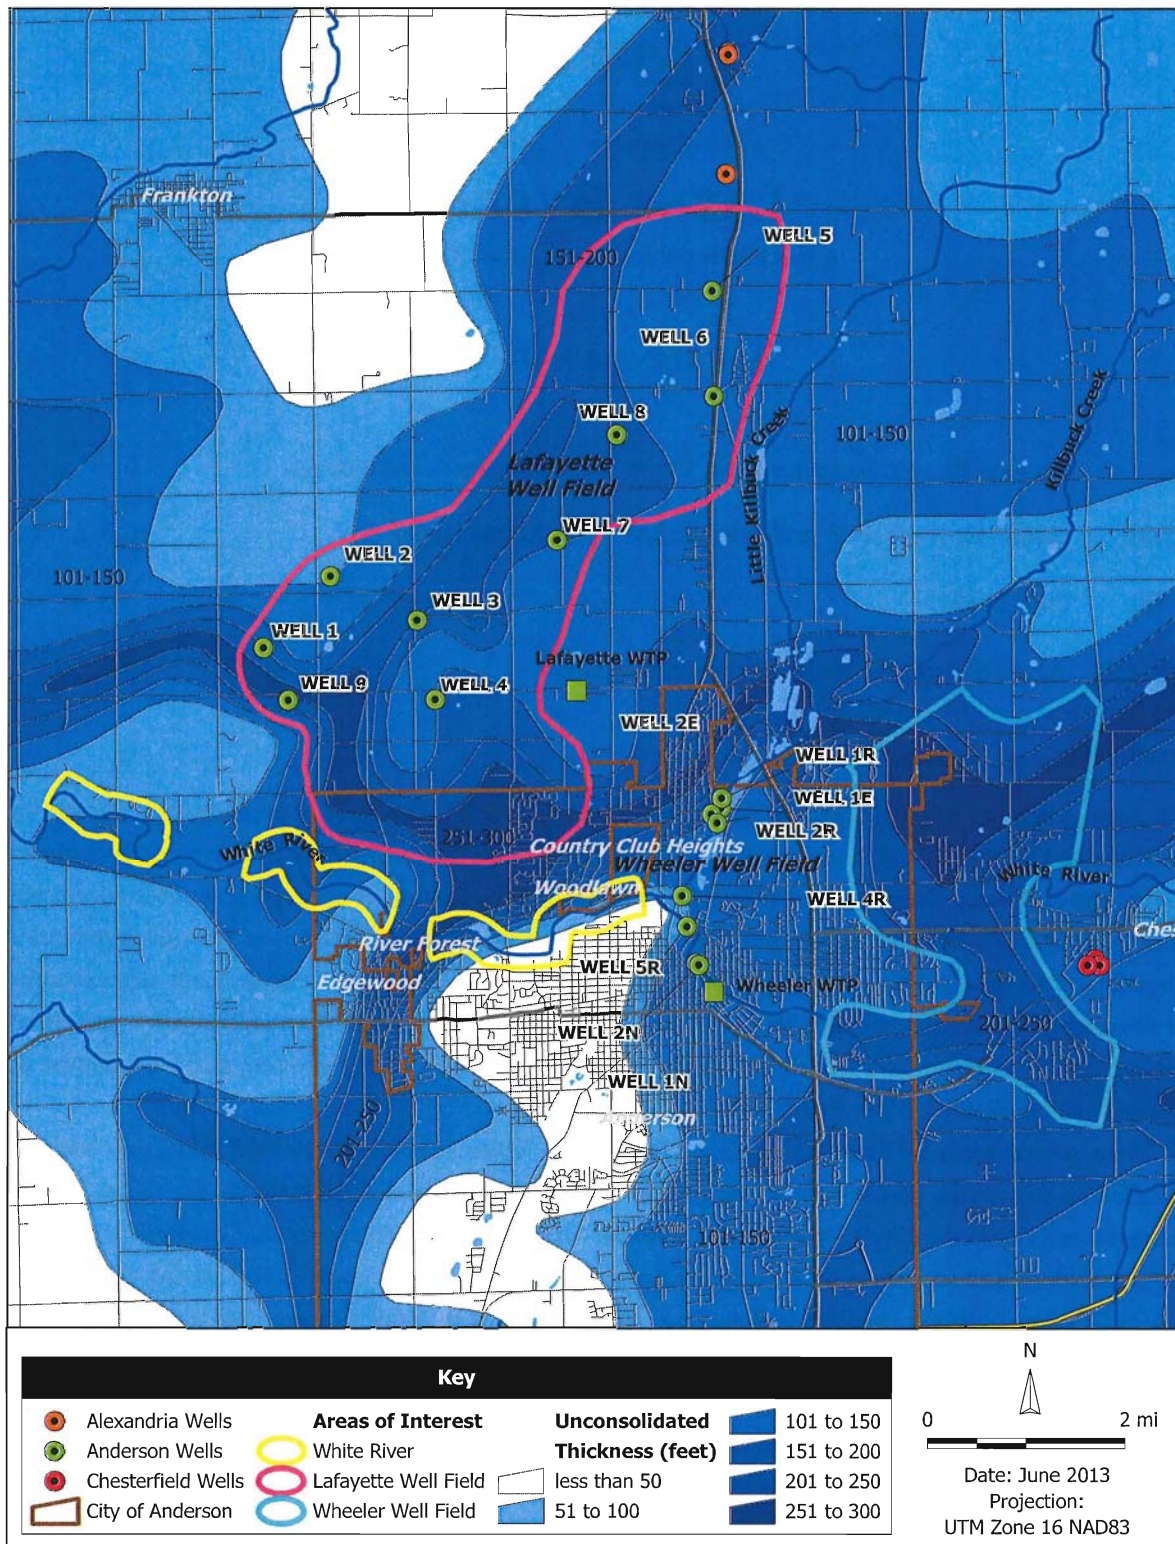 Frankton
WELL 5
151-200
WELL 6
WELL 8
101-150
Little Killbuck Creek
Killbuck Creek
Lafayette
Well Field
WELL 7
WELL 2
101-150
WELL 3
WELL 1
Lafayette WTP
WELL 9
WELL 4
WELL 2E
WELL 1R
WELL 1E
WELL 2R
251-300
Country Club Heights
Wheeler Well Field
White River
White River
Woodlawn
WELL 4R
Ches
River Forest
WELL 5R
Edgewood
Wheeler WTP
201-250
WELL 2N
WELL 1N
Anderson
201-250
101-150
Key
Alexandria Wells
Anderson Wells
Chesterfield Wells
City of Anderson
Areas of Interest
White River
Lafayette Well Field
Wheeler Well Field
Unconsolidated
Thickness (feet)
less than 50
51 to 100
101 to 150
151 to 200
201 to 250
251 to 300
N
0 2 mi
Date: June 2013
Projection:
UTM Zone 16 NAD83